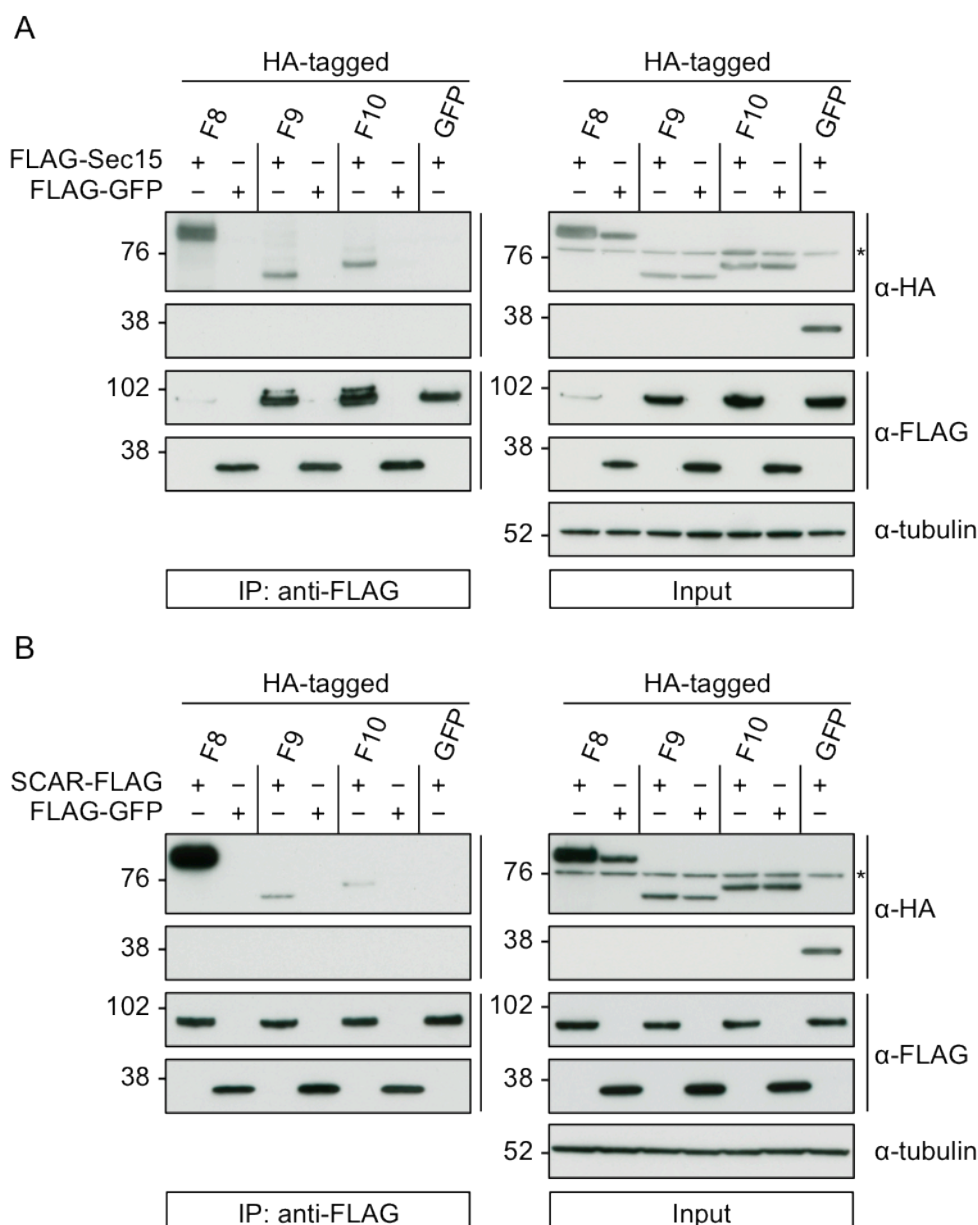 A
HA-tagged
F8 F9 F10 GFP
FLAG-Sec15 + – + – + – +
FLAG-GFP – + – + – + –
76
38
102
38
IP: anti-FLAG
HA-tagged
F8 F9 F10 GFP
+ – + – + – +
– + – + – + –
76 * α-HA
38
102 α-FLAG
38
52 α-tubulin
Input
B
HA-tagged
F8 F9 F10 GFP
SCAR-FLAG + – + – + – +
FLAG-GFP – + – + – + –
76
38
102
38
IP: anti-FLAG
HA-tagged
F8 F9 F10 GFP
+ – + – + – +
– + – + – + –
76 * α-HA
38
102 α-FLAG
38
52 α-tubulin
Input